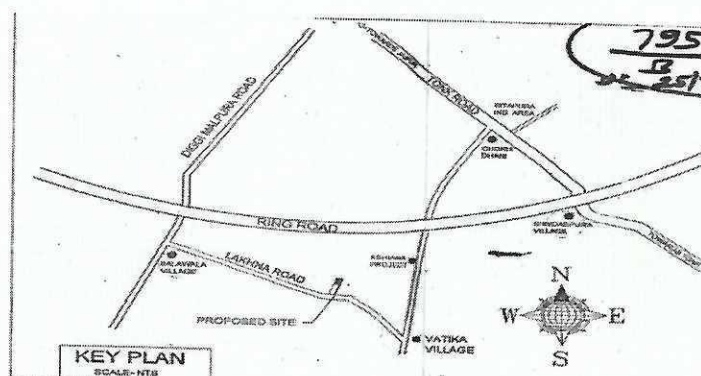 795
B
TONK ROAD
DIGGI MALPURA ROAD
SITAPURA
IND AREA
CHOKHI
DHANI
RING ROAD
SHIVDASPURA
VILLAGE
BALAWALA
VILLAGE
LAKHNA ROAD
PROJECT
PROPOSED SITE
VATIKA
VILLAGE
N
W
E
S
KEY PLAN
SCALE:- NTS